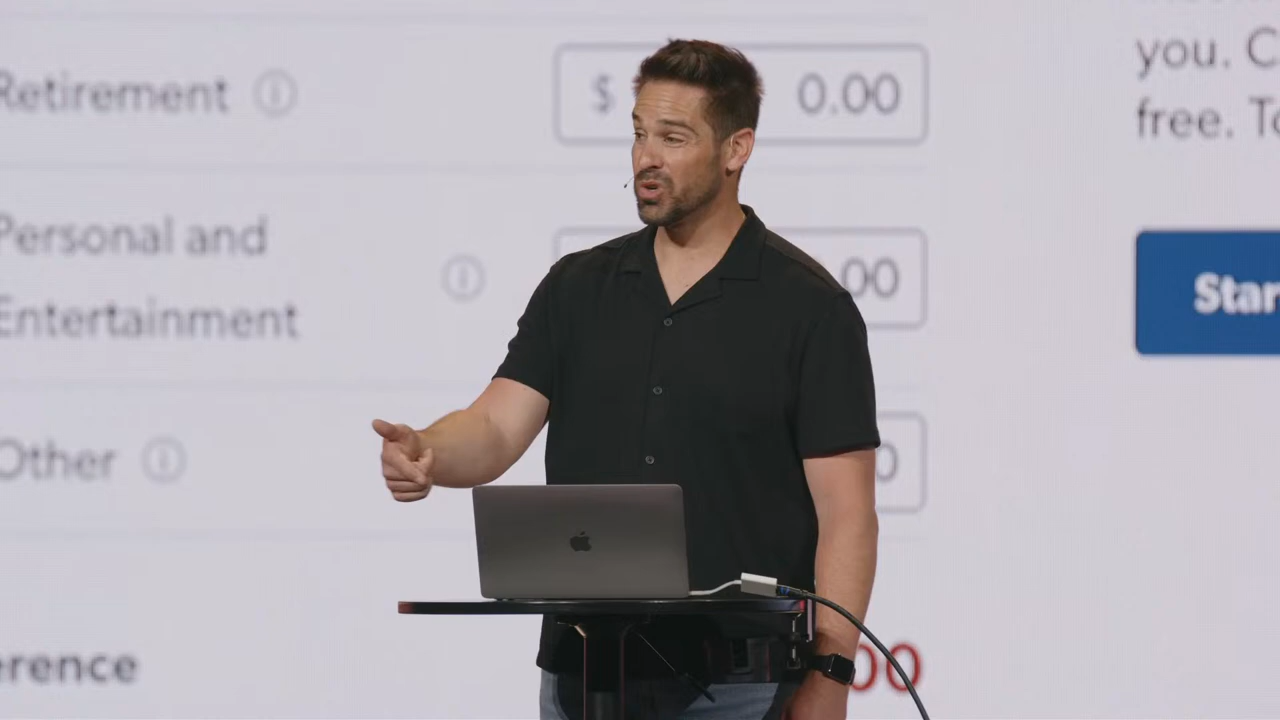 Retirement
$ 0.00
you. C
free. To
Personal and
Entertainment
00
Star
Other
0
erence
00